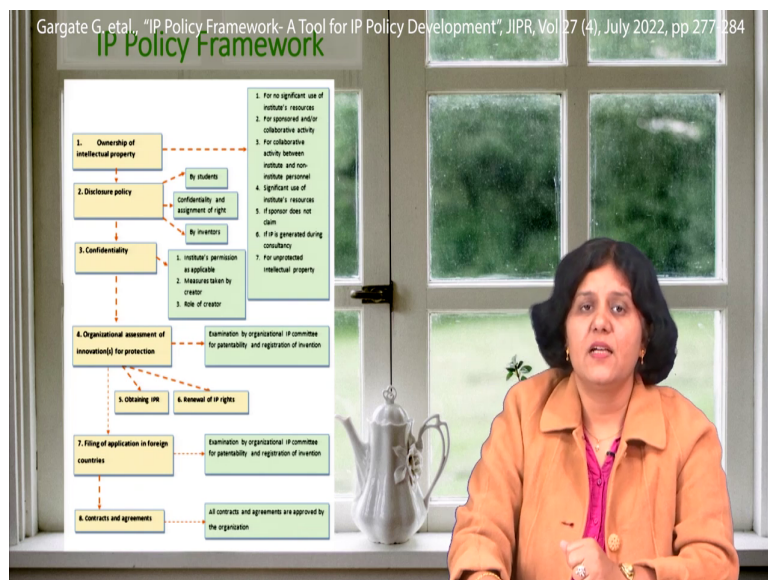 Gargate G. etal., “IP Policy Framework- A Tool for IP Policy Development”, JIPR, Vol 27 (4), July 2022, pp 277-284
IP Policy Framework
1. Ownership of
intellectual property
1. For no significant use of
institute's resources
2. For sponsored and/or
collaborative activity
3. For collaborative
activity between
institute and non-
institute personnel
4. Significant use of
institute's resources
5. If sponsor does not
claim
6. If IP is generated during
consultancy
7. For unprotected
intellectual property
2. Disclosure policy
By students
Confidentiality and
assignment of right
By inventors
3. Confidentiality
1. Institute's permission
as applicable
2. Measures taken by
creator
3. Role of creator
4. Organizational assessment of
innovation(s) for protection
Examination by organizational IP committee
for patentability and registration of invention
5. Obtaining IPR
6. Renewal of IP rights
7. Filing of application in foreign
countries
Examination by organizational IP committee
for patentability and registration of invention
8. Contracts and agreements
All contracts and agreements are approved by
the organization